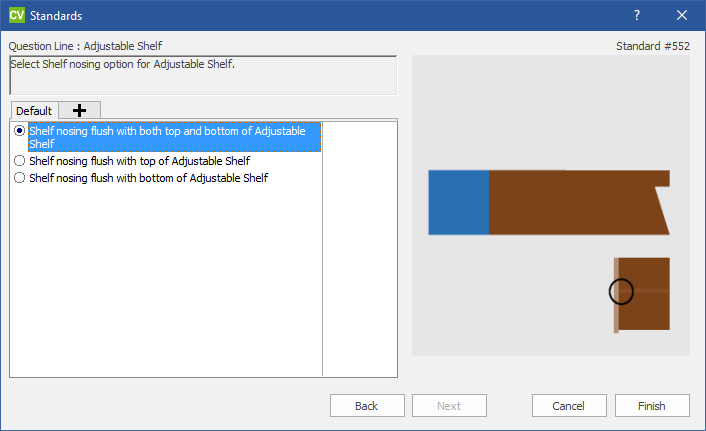 CV Standards
Question Line : Adjustable Shelf
Standard #552
Select Shelf nosing option for Adjustable Shelf.
Default
Shelf nosing flush with both top and bottom of Adjustable
Shelf
Shelf nosing flush with top of Adjustable Shelf
Shelf nosing flush with bottom of Adjustable Shelf
Back
Next
Cancel
Finish